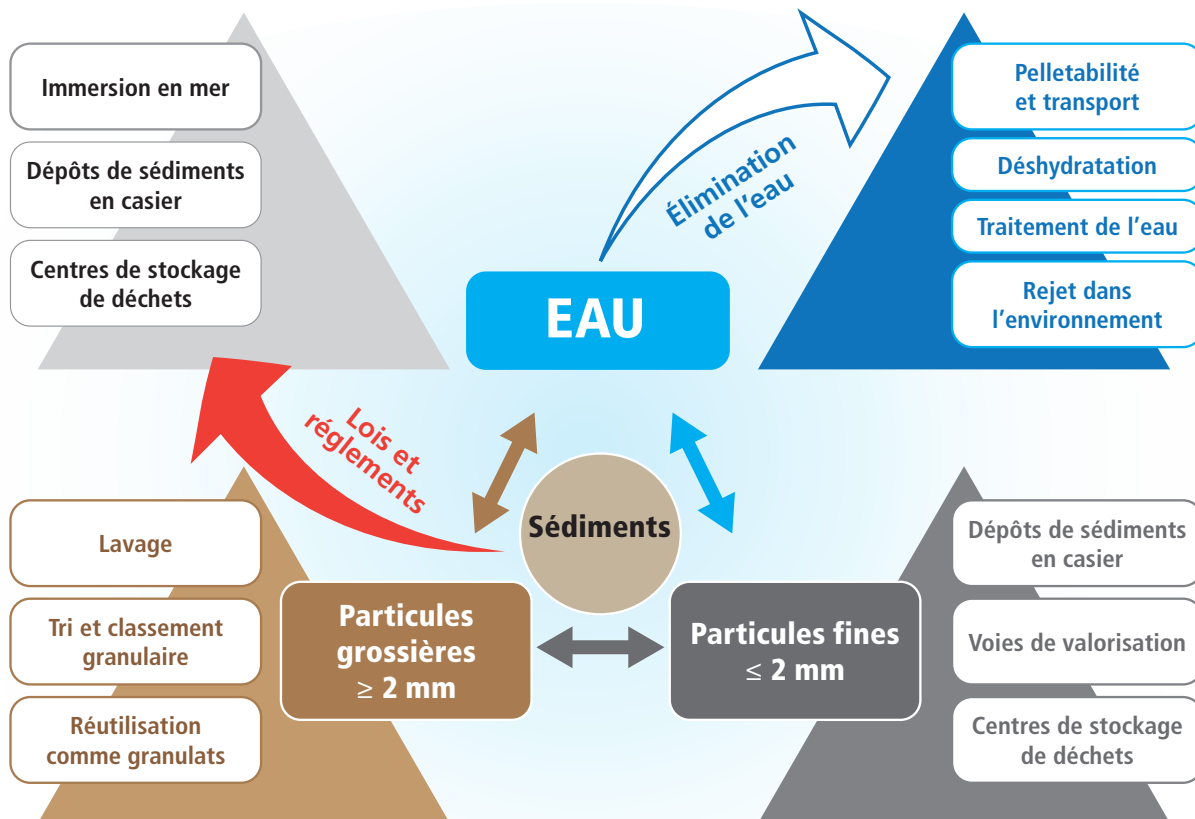 Immersion en mer
Dépôts de sédiments
en casier
Centres de stockage
de déchets
Élimination
de l'eau
Pelletabilité
et transport
Déshydratation
Traitement de l'eau
Rejet dans
l'environnement
EAU
Lois et
réglements
Sédiments
Lavage
Tri et classement
granulaire
Réutilisation
comme granulats
Particules
grossières
≥ 2 mm
Particules fines
≤ 2 mm
Dépôts de sédiments
en casier
Voies de valorisation
Centres de stockage
de déchets